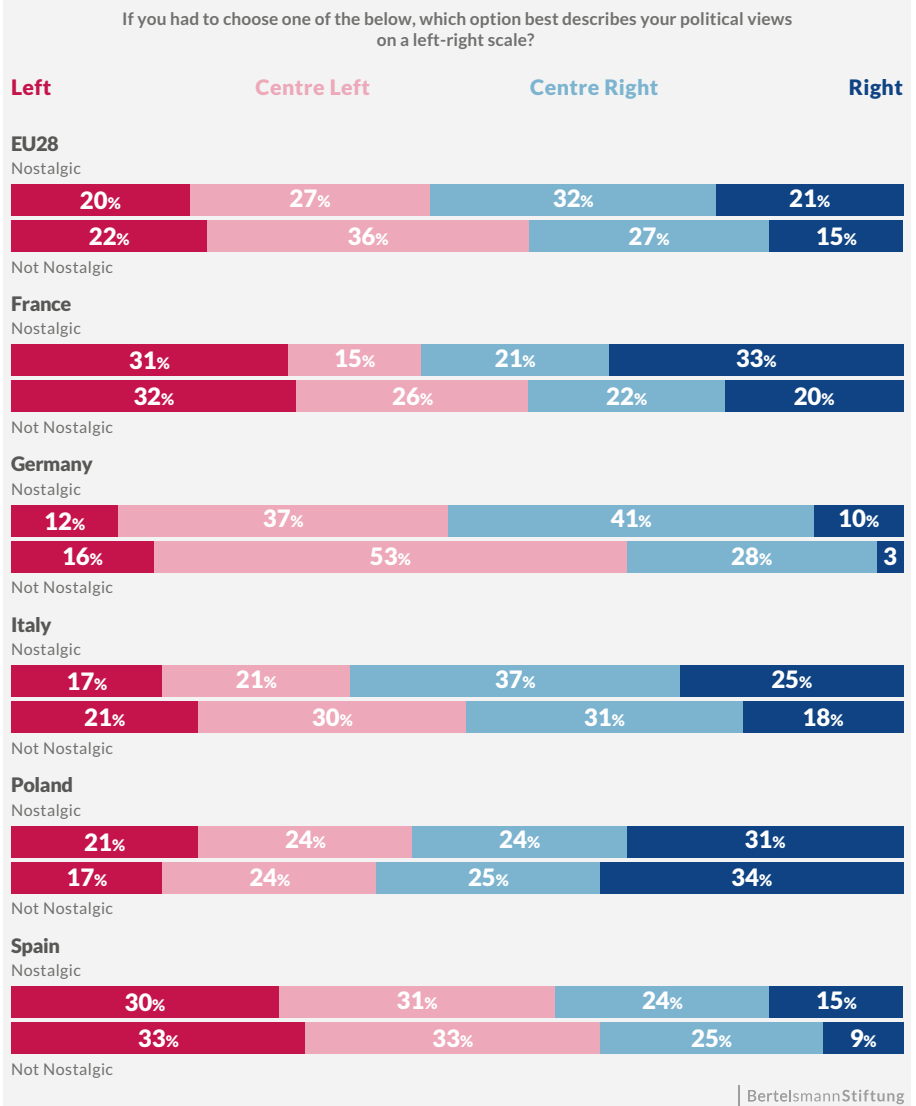 If you had to choose one of the below, which option best describes your political views
on a left-right scale?
Left Centre Left Centre Right Right
EU28
Nostalgic
20% 27% 32% 21%
22% 36% 27% 15%
Not Nostalgic
France
Nostalgic
31% 15% 21% 33%
32% 26% 22% 20%
Not Nostalgic
Germany
Nostalgic
12% 37% 41% 10%
16% 53% 28% 3
Not Nostalgic
Italy
Nostalgic
17% 21% 37% 25%
21% 30% 31% 18%
Not Nostalgic
Poland
Nostalgic
21% 24% 24% 31%
17% 24% 25% 34%
Not Nostalgic
Spain
Nostalgic
30% 31% 24% 15%
33% 33% 25% 9%
Not Nostalgic
BertelsmannStiftung